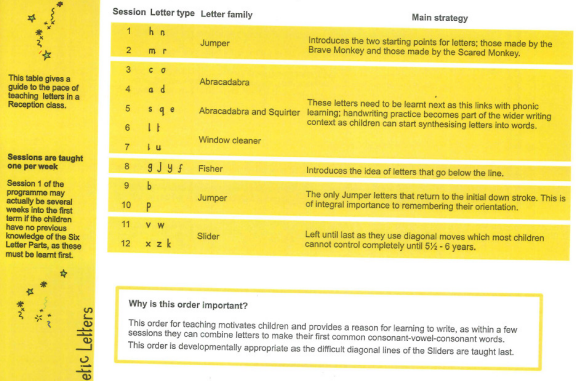 Session Letter type Letter family Main strategy
1 h n
2 m r
Jumper
Introduces the two starting points for letters; those made by the
Brave Monkey and those made by the Scared Monkey.
3 c o
4 a d
Abracadabra
5 s q e
Abracadabra and Squirter
6 l t
7 i u
Window cleaner
These letters need to be learnt next as this links with phonic
learning; handwriting practice becomes part of the wider writing
context as children can start synthesising letters into words.
8 g j y f Fisher Introduces the idea of letters that go below the line.
9 b
10 p
Jumper
The only Jumper letters that return to the initial down stroke. This is
of integral importance to remembering their orientation.
11 v w
12 x z k
Slider
Left until last as they use diagonal moves which most children
cannot control completely until 5½ - 6 years.
This table gives a
guide to the pace of
teaching letters in a
Reception class.
Sessions are taught
one per week
Session 1 of the
programme may
actually be several
weeks into the first
term if the children
have no previous
knowledge of the Six
Letter Parts, as these
must be learnt first.
Letters
Why is this order important?
This order for teaching motivates children and provides a reason for learning to write, as within a few
sessions they can combine letters to make their first common consonant-vowel-consonant words.
This order is developmentally appropriate as the difficult diagonal lines of the Sliders are taught last.